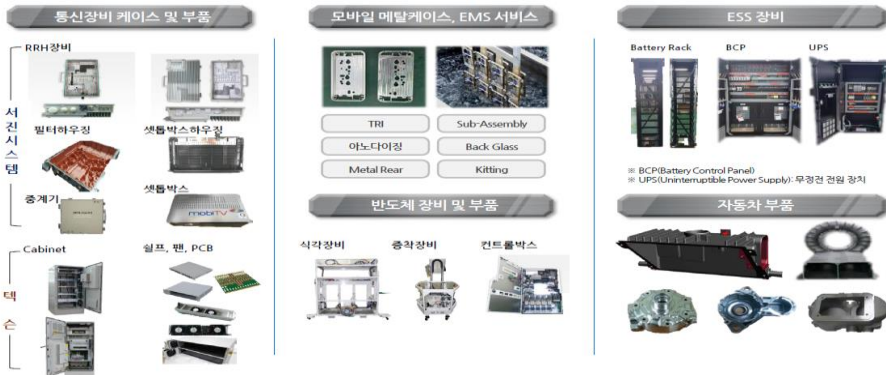 통신장비 케이스 및 부품
RRH장비
서진시스템
필터하우징
셋톱박스하우징
중계기
셋톱박스
mobiTV
Cabinet
쉴프, 팬, PCB
텍슨
모바일 메탈케이스, EMS 서비스
TRI
Sub-Assembly
아노다이징
Back Glass
Metal Rear
Kitting
반도체 장비 및 부품
식각장비
증착장비
컨트롤박스
ESS 장비
Battery Rack
BCP
UPS
※ BCP(Battery Control Panel)
※ UPS(Uninterruptible Power Supply): 무정전 전원 장치
자동차 부품